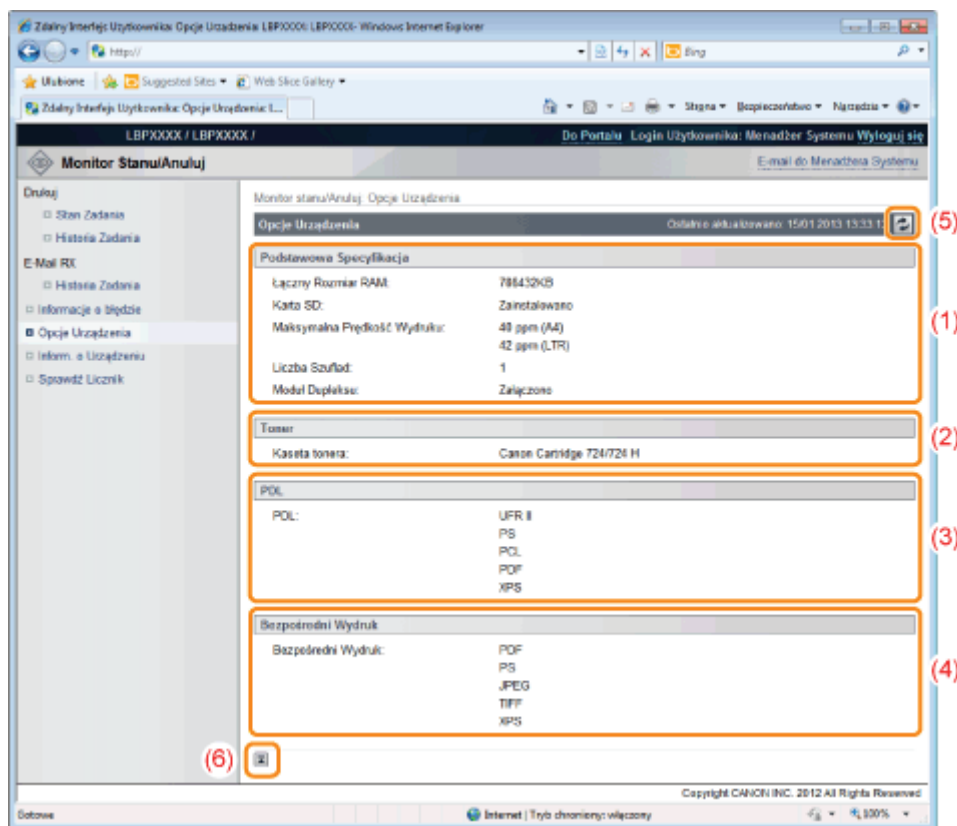 Zdalny Interfejs Użytkownika: Opcje Urządzenia: LBPXXXX: LBPXXXX- Windows Internet Explorer
http://
Bing
Ulubione Suggested Sites Web Slice Gallery
Zdalny Interfejs Użytkownika: Opcje Urządzenia: L...
Strona Bezpieczeństwo Narzędzia
LBPXXXX / LBPXXXX /
Do Portalu Login Użytkownika: Menadżer Systemu Wyloguj się
Monitor Stanu/Anuluj
E-mail do Menadżera Systemu
Drukuj
Stan Zadania
Historia Zadania
E-Mail RX
Historia Zadania
Informacje o błędzie
Opcje Urządzenia
Inform. o Urządzeniu
Sprawdź Licznik
Monitor stanu/Anuluj: Opcje Urządzenia
Opcje Urządzenia
Ostatnio aktualizowano: 15/01 2013 13:33:1
(5)
Podstawowa Specyfikacja
Łączny Rozmiar RAM: 786432KB
Karta SD: Zainstalowano
Maksymalna Prędkość Wydruku: 40 ppm (A4)
42 ppm (LTR)
Liczba Szuflad: 1
Moduł Dupleksu: Załączono
(1)
Toner
Kaseta tonera: Canon Cartridge 724/724 H
(2)
PDL
PDL: UFR II
PS
PCL
PDF
XPS
(3)
Bezpośredni Wydruk
Bezpośredni Wydruk: PDF
PS
JPEG
TIFF
XPS
(4)
(6)
Copyright CANON INC. 2012 All Rights Reserved
Gotowe
Internet | Tryb chroniony: włączony
100%